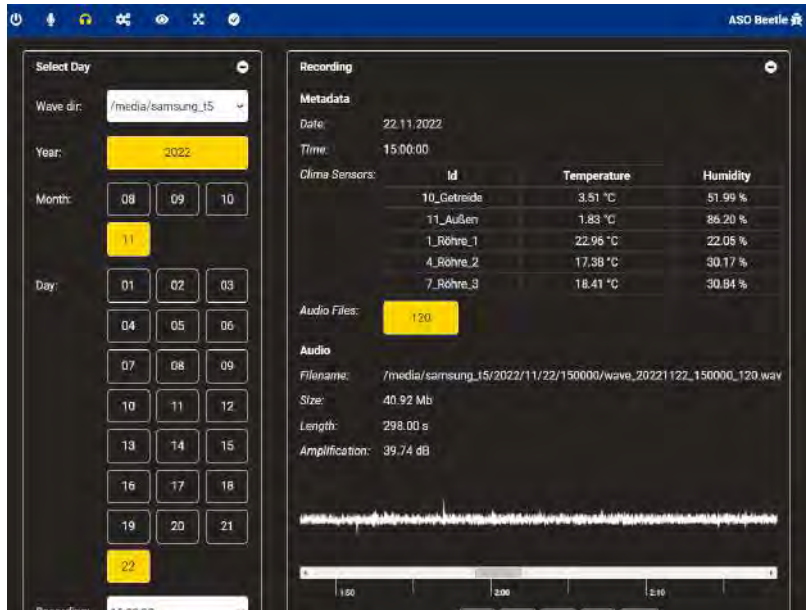 ASO Beetle
Select Day
Wave dir: /media/samsung_t5
Year: 2022
Month: 08 09 10
11
Day: 01 02 03
04 05 06
07 08 09
10 11 12
13 14 15
16 17 18
19 20 21
22
Recording
Metadata
Date: 22.11.2022
Time: 15:00:00
Clima Sensors: Id Temperature Humidity
10_Getreide 3.51 °C 51.99 %
11_Außen 1.83 °C 86.20 %
1_Röhre_1 22.96 °C 22.05 %
4_Röhre_2 17.38 °C 30.17 %
7_Röhre_3 18.41 °C 30.84 %
Audio Files: 120
Audio
Filename: /media/samsung_t5/2022/11/22/150000/wave_20221122_150000_120.wav
Size: 40.92 Mb
Length: 298.00 s
Amplification: 39.74 dB
1:50 2:00 2:10